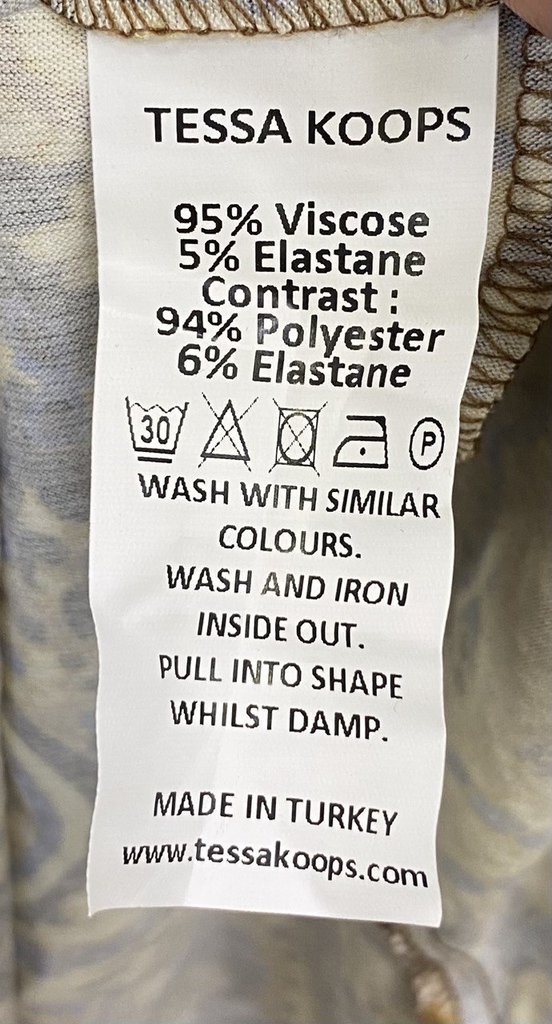 TESSA KOOPS
95% Viscose
5% Elastane
Contrast :
94% Polyester
6% Elastane
30 P
WASH WITH SIMILAR
COLOURS.
WASH AND IRON
INSIDE OUT.
PULL INTO SHAPE
WHILST DAMP.
MADE IN TURKEY
www.tessakoops.com